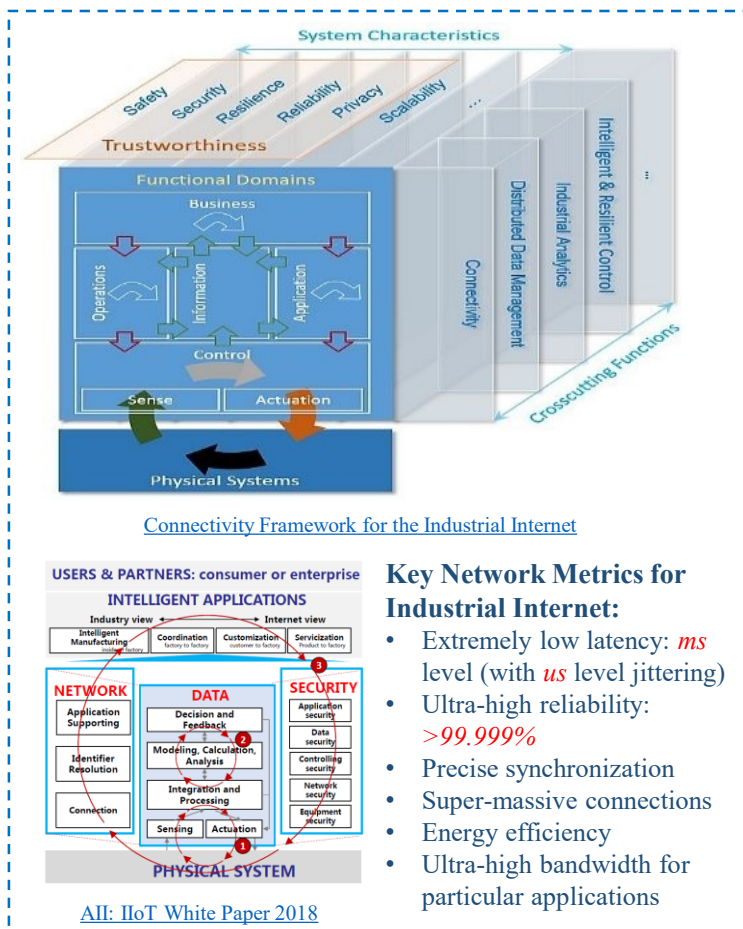 System Characteristics
Safety
Security
Resilience
Reliability
Privacy
Scalability
...
Trustworthiness
Functional Domains
Business
Operations
Information
Application
Control
Sense
Actuation
Physical Systems
Connectivity
Distributed Data Management
Industrial Analytics
Intelligent & Resilient Control
...
Crosscutting Functions
Connectivity Framework for the Industrial Internet
USERS & PARTNERS: consumer or enterprise
INTELLIGENT APPLICATIONS
Industry view
Internet view
Intelligent
Manufacturing
inside of factory
Coordination
factory to factory
Customization
customer to factory
Servicization
Product to factory
3
NETWORK
Application
Supporting
Identifier
Resolution
Connection
DATA
Decision and
Feedback
2
Modeling, Calculation,
Analysis
Integration and
Processing
Sensing
Actuation
1
SECURITY
Application
security
Data
security
Controlling
security
Network
security
Equipment
security
PHYSICAL SYSTEM
AII: IIoT White Paper 2018
Key Network Metrics for
Industrial Internet:
• Extremely low latency: ms
level (with us level jittering)
• Ultra-high reliability:
>99.999%
• Precise synchronization
• Super-massive connections
• Energy efficiency
• Ultra-high bandwidth for
particular applications